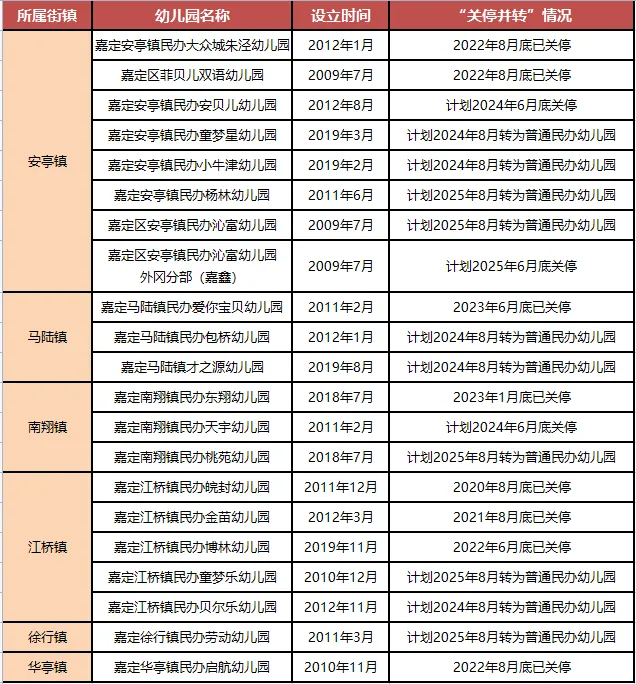 所属街镇 幼儿园名称 设立时间 “关停并转”情况
安亭镇
嘉定安亭镇民办大众城朱泾幼儿园 2012年1月 2022年8月底已关停
嘉定区菲贝儿双语幼儿园 2009年7月 2022年8月底已关停
嘉定安亭镇民办安贝儿幼儿园 2012年8月 计划2024年6月底关停
嘉定安亭镇民办童梦星幼儿园 2019年3月 计划2024年8月转为普通民办幼儿园
嘉定安亭镇民办小牛津幼儿园 2019年2月 计划2024年8月转为普通民办幼儿园
嘉定安亭镇民办杨林幼儿园 2011年6月 计划2025年8月转为普通民办幼儿园
嘉定区安亭镇民办沁富幼儿园 2009年7月 计划2025年8月转为普通民办幼儿园
嘉定区安亭镇民办沁富幼儿园
外冈分部（嘉鑫） 2009年7月 计划2025年6月底关停
马陆镇
嘉定马陆镇民办爱你宝贝幼儿园 2011年2月 2023年6月底已关停
嘉定马陆镇民办包桥幼儿园 2012年1月 计划2024年8月转为普通民办幼儿园
嘉定马陆镇才之源幼儿园 2019年8月 计划2024年8月转为普通民办幼儿园
南翔镇
嘉定南翔镇民办东翔幼儿园 2018年7月 2023年1月底已关停
嘉定南翔镇民办天宇幼儿园 2011年2月 计划2024年6月底关停
嘉定南翔镇民办桃苑幼儿园 2018年7月 计划2025年8月转为普通民办幼儿园
江桥镇
嘉定江桥镇民办皖封幼儿园 2011年12月 2020年8月底已关停
嘉定江桥镇民办金苗幼儿园 2012年3月 2021年8月底已关停
嘉定江桥镇民办博林幼儿园 2019年11月 2022年6月底已关停
嘉定江桥镇民办童梦乐幼儿园 2010年12月 计划2025年8月转为普通民办幼儿园
嘉定江桥镇民办贝尔乐幼儿园 2012年11月 计划2024年8月转为普通民办幼儿园
徐行镇 嘉定徐行镇民办劳动幼儿园 2011年3月 计划2025年8月转为普通民办幼儿园
华亭镇 嘉定华亭镇民办启航幼儿园 2010年11月 2022年8月底已关停